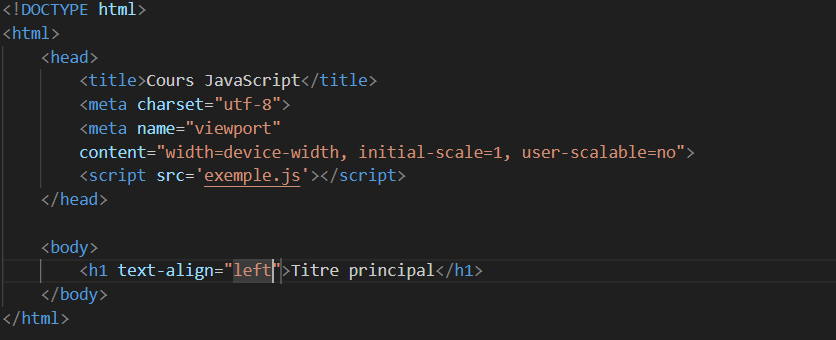 <!DOCTYPE html>
<html>
<head>
<title>Cours JavaScript</title>
<meta charset="utf-8">
<meta name="viewport"
content="width=device-width, initial-scale=1, user-scalable=no">
<script src='exemple.js'></script>
</head>
<body>
<h1 text-align="left">Titre principal</h1>
</body>
</html>